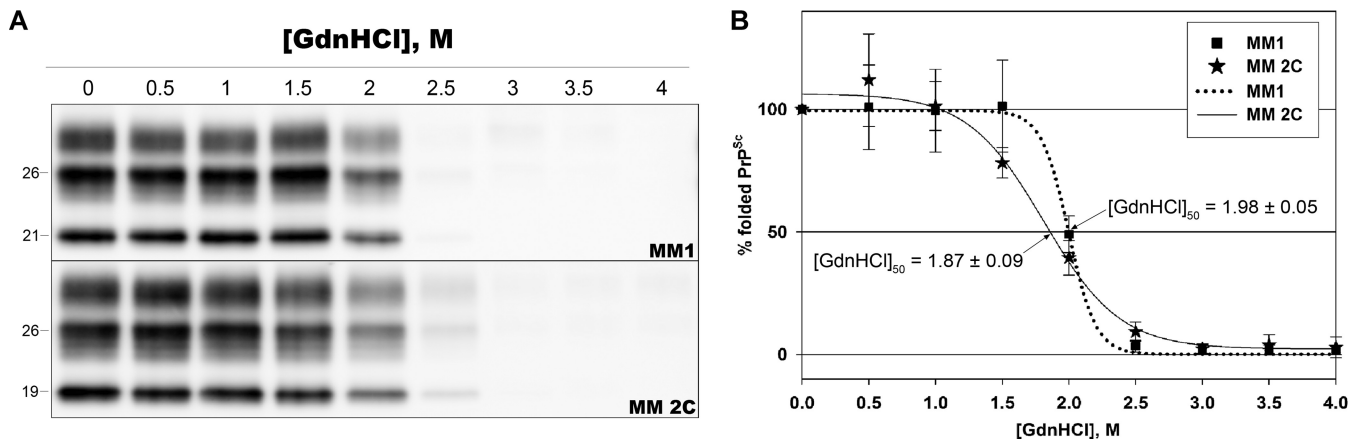 A
[GdnHCl], M
0 0.5 1 1.5 2 2.5 3 3.5 4
26
21
MM1
26
19
MM 2C
B
MM1
MM 2C
MM1
MM 2C
% folded PrP^Sc
100
50
0
[GdnHCl]50 = 1.98 ± 0.05
[GdnHCl]50 = 1.87 ± 0.09
0.0 0.5 1.0 1.5 2.0 2.5 3.0 3.5 4.0
[GdnHCl], M